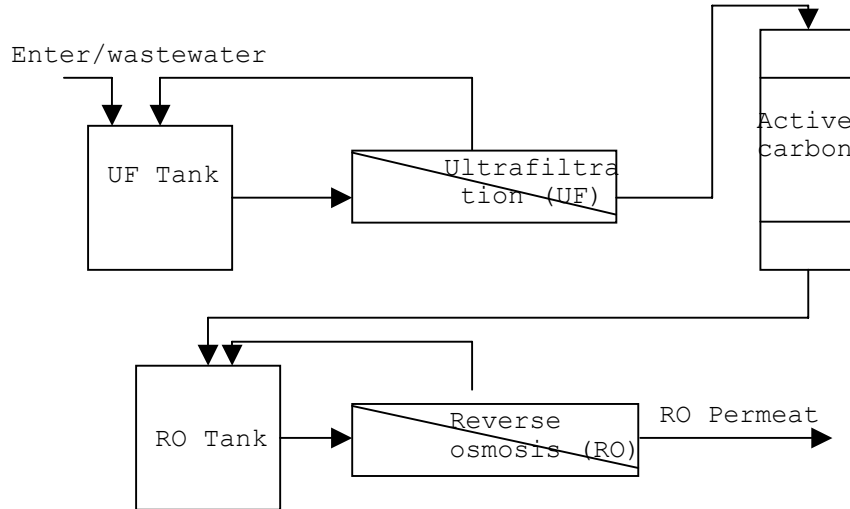 Enter/wastewater
Active
carbon
UF Tank
Ultrafiltra
tion (UF)
RO Tank
Reverse
osmosis (RO)
RO Permeat